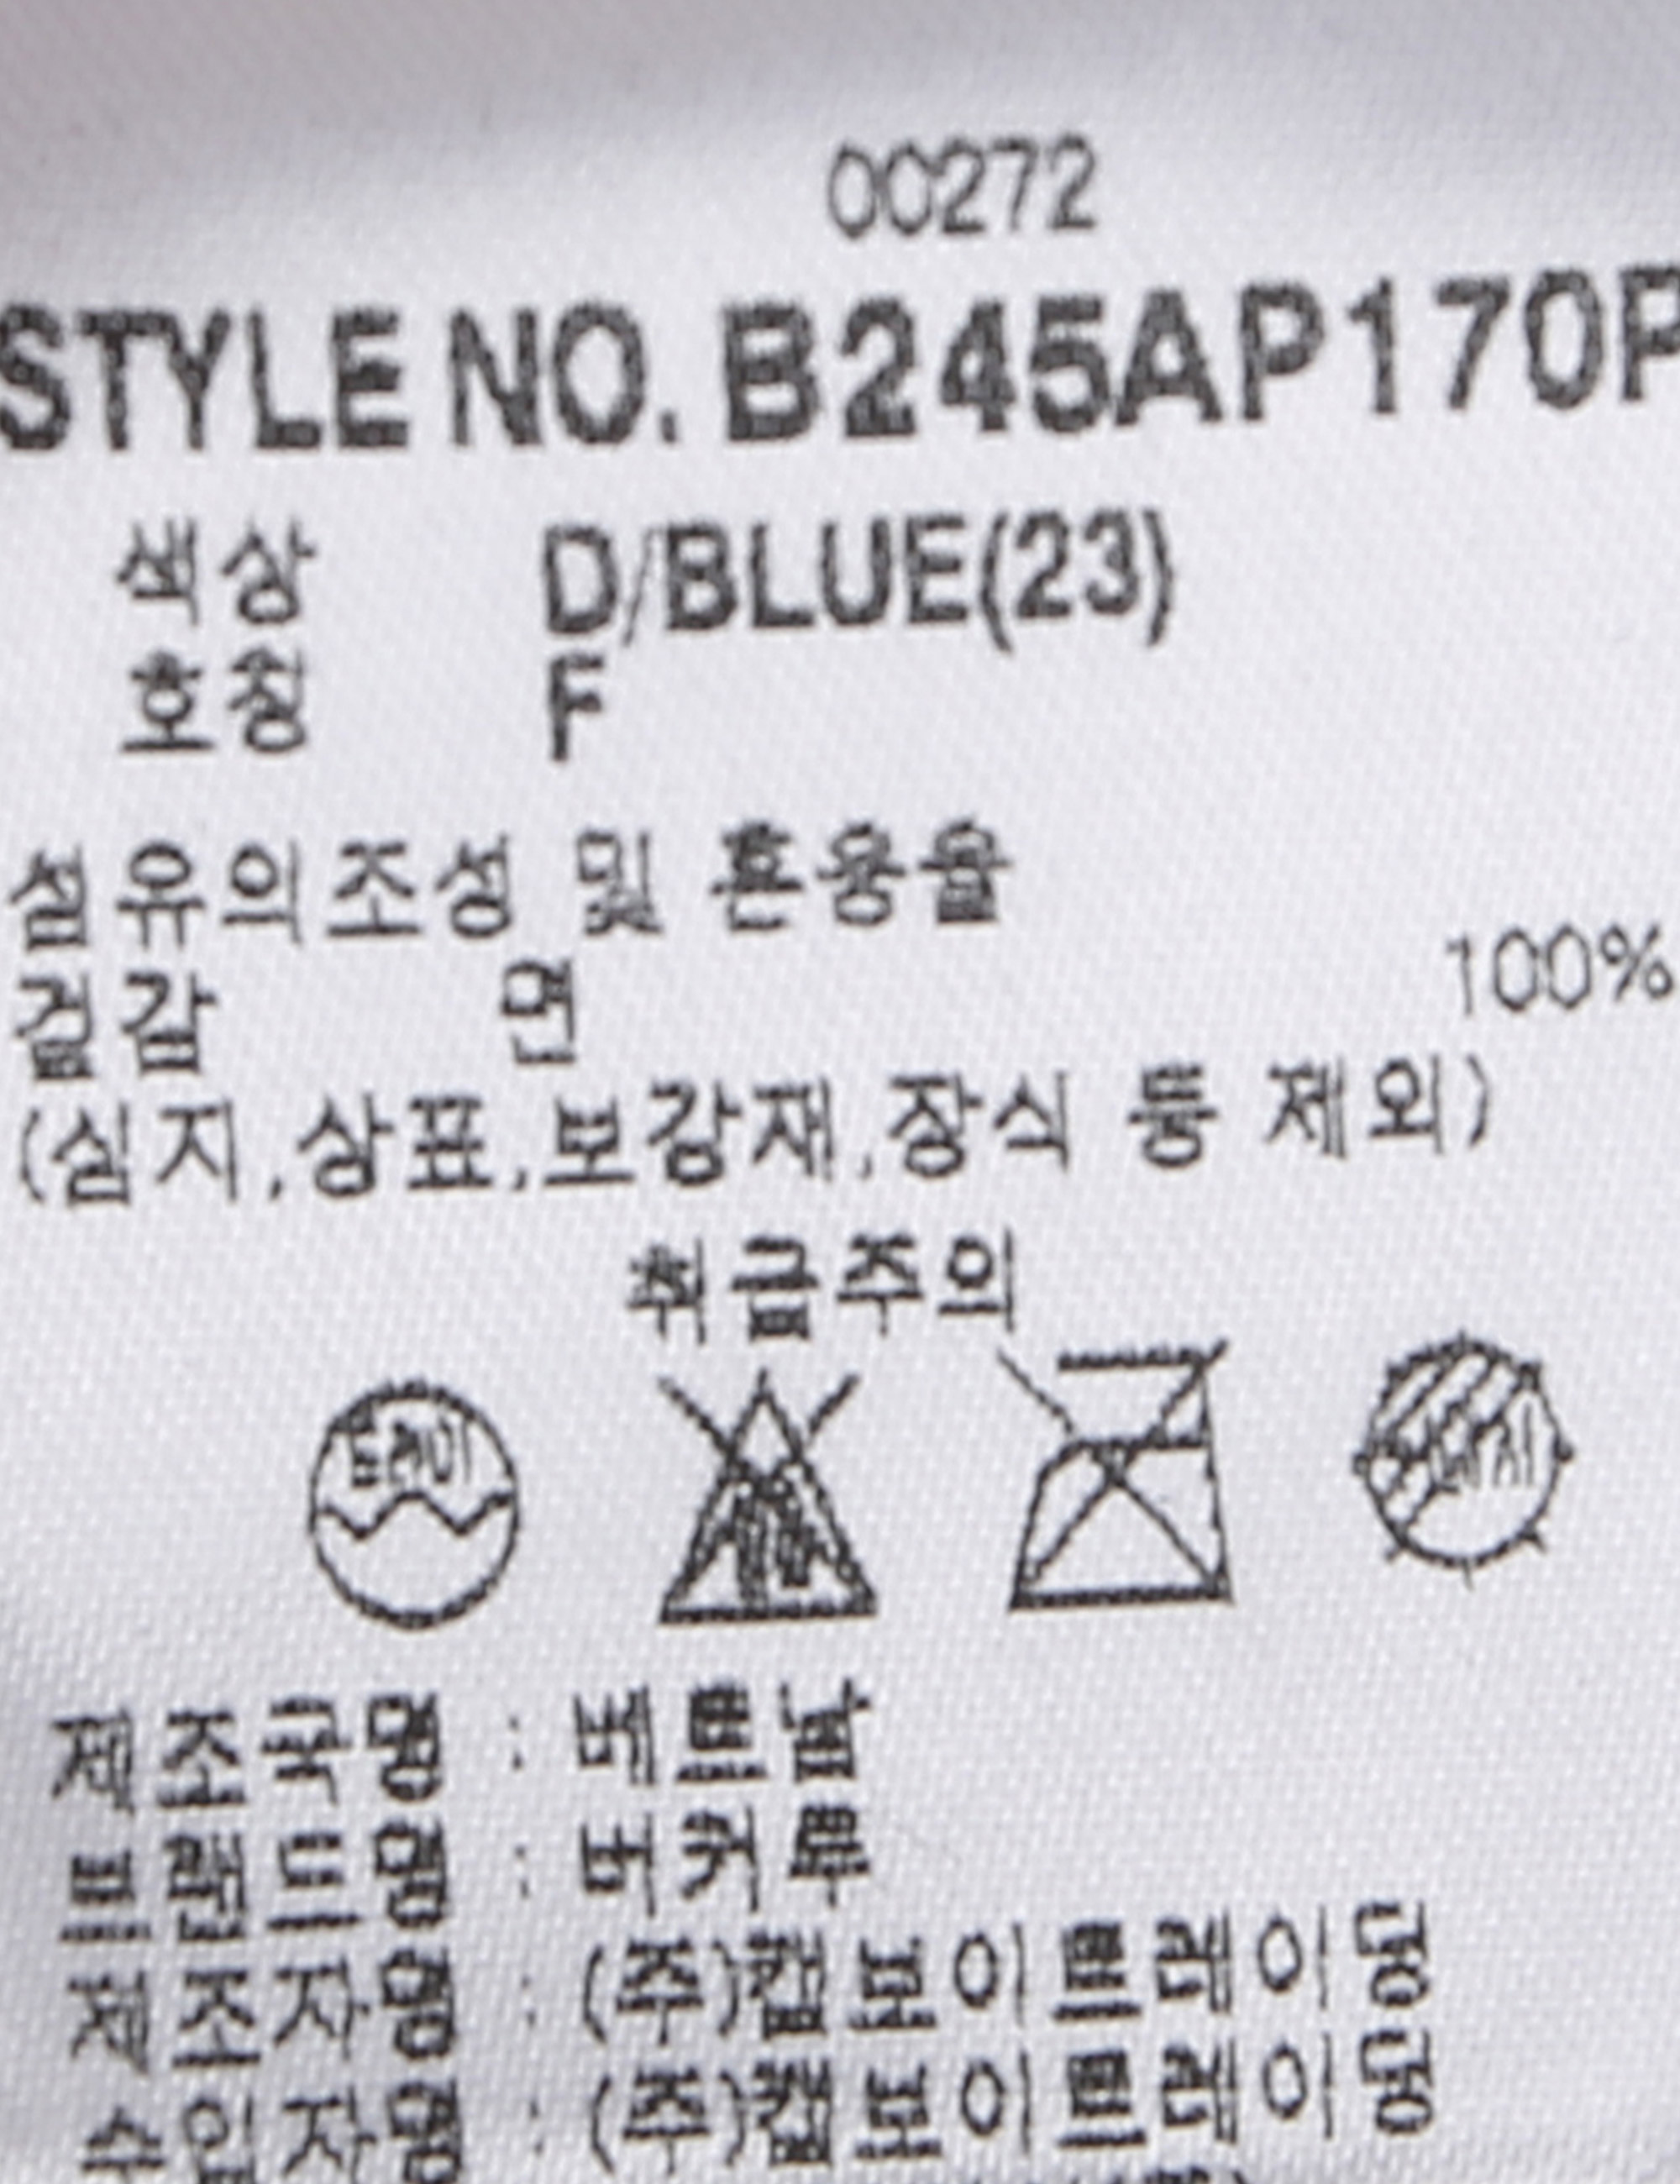 00272
STYLE NO. B245AP170P
색상 D/BLUE(23)
호칭 F
섬유의조성 및 혼용율
겉감 면 100%
(심지,상표,보강재,장식 등 제외)
취급주의
드라이
제조국명 : 베트남
브랜드명 : 버커루
제조자명 : (주)캡보이트레이딩
수입자명 : (주)캡보이트레이딩